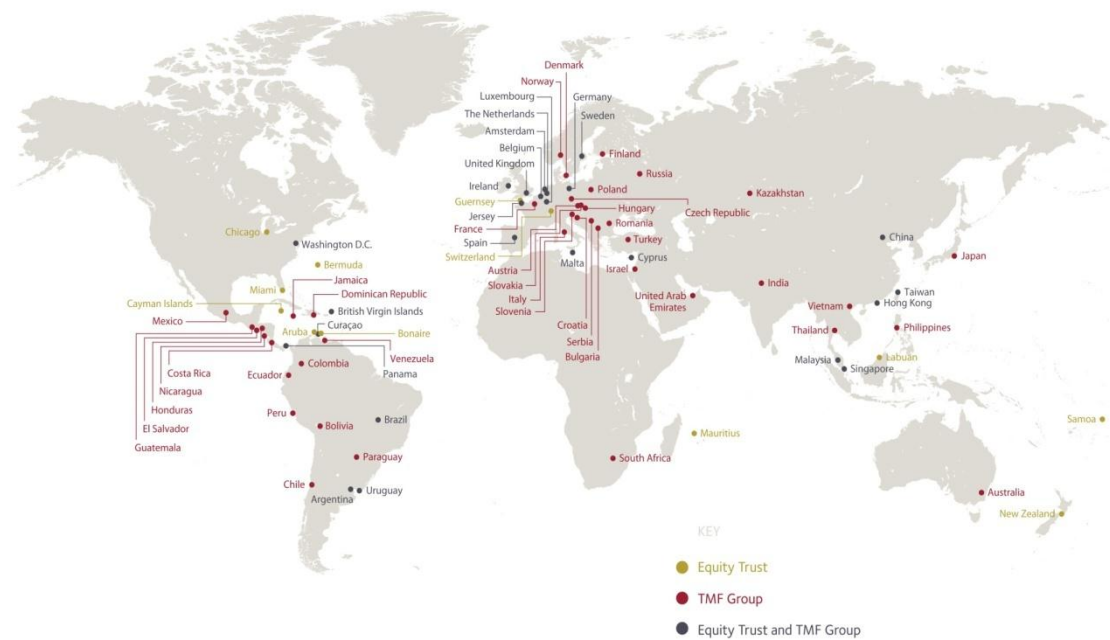 Denmark
Norway
Luxembourg
Germany
The Netherlands
Sweden
Amsterdam
Belgium
United Kingdom
Finland
Russia
Ireland
Poland
Kazakhstan
Guernsey
Hungary
Czech Republic
Jersey
France
Romania
Chicago
Spain
Turkey
China
Washington D.C.
Switzerland
Malta
Cyprus
Japan
Bermuda
Austria
Israel
Jamaica
Slovakia
India
Miami
Dominican Republic
Italy
United Arab
Emirates
Taiwan
Cayman Islands
Slovenia
Hong Kong
British Virgin Islands
Vietnam
Mexico
Curaçao
Croatia
Philippines
Aruba
Bonaire
Thailand
Serbia
Bulgaria
Venezuela
Labuan
Malaysia
Colombia
Singapore
Costa Rica
Ecuador
Panama
Nicaragua
Honduras
Peru
Brazil
Samoa
El Salvador
Bolivia
Mauritius
Guatemala
Paraguay
South Africa
Chile
Uruguay
Argentina
Australia
New Zealand
KEY
Equity Trust
TMF Group
Equity Trust and TMF Group